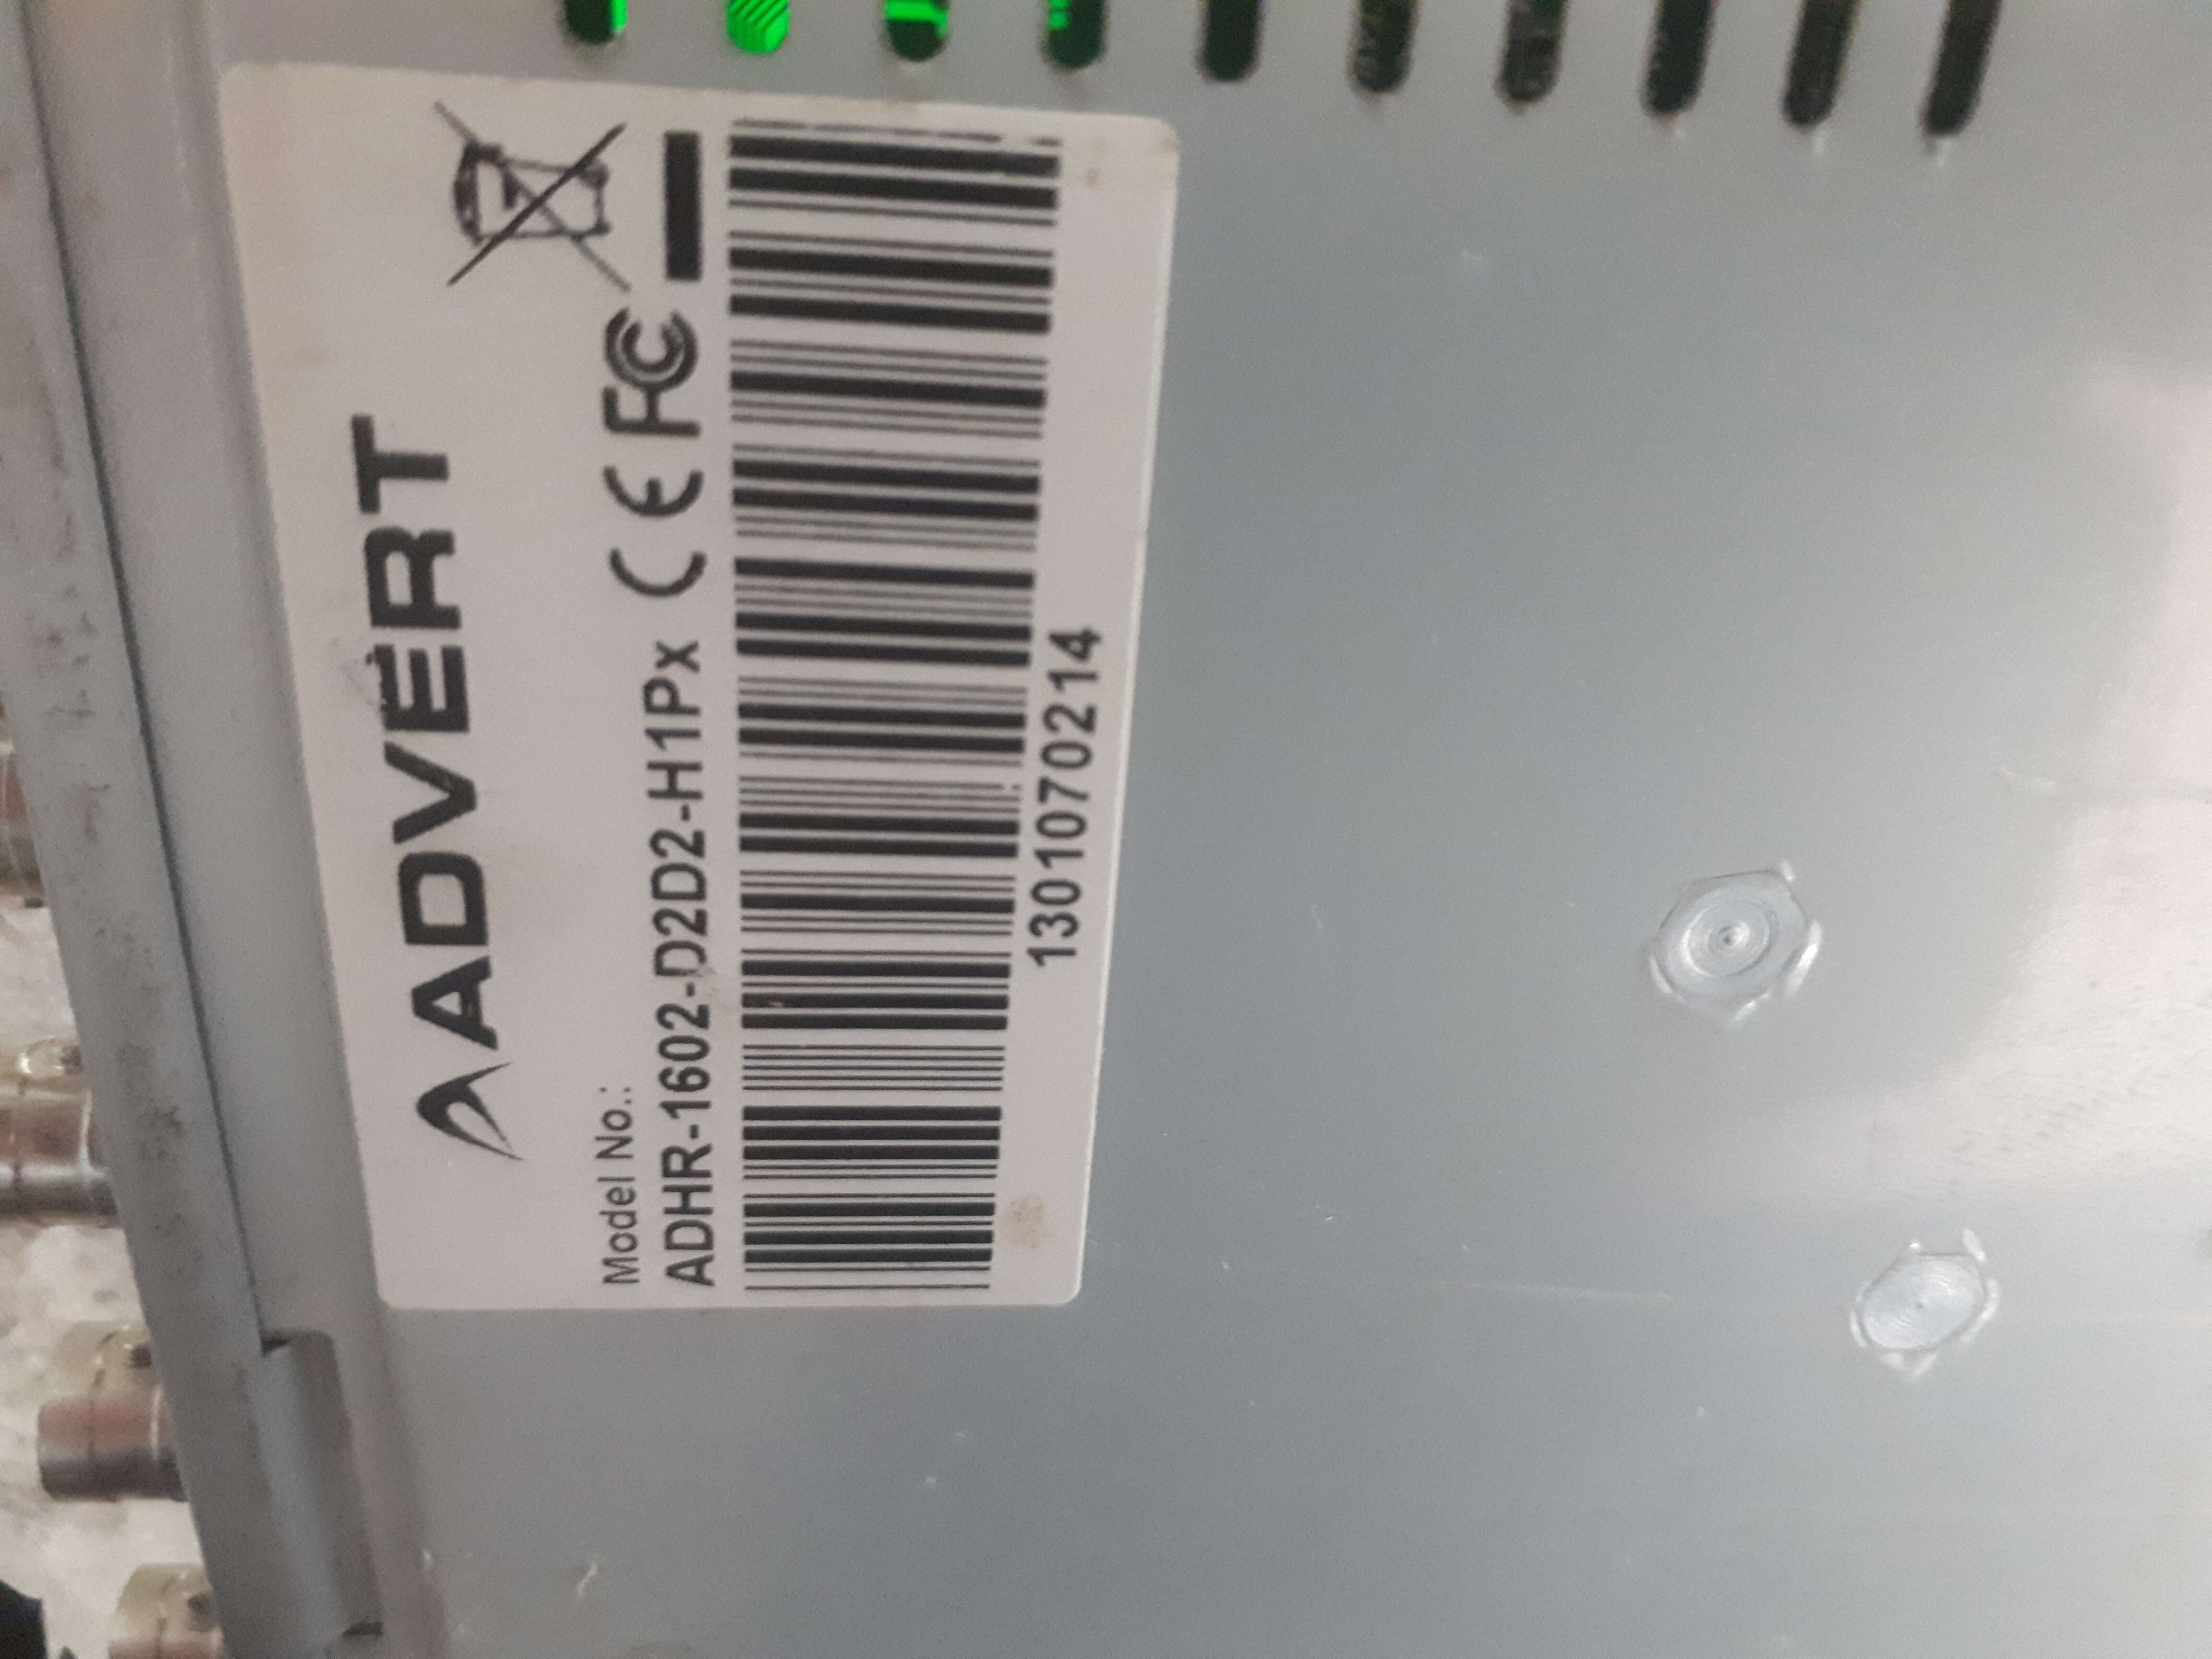 ADVERT
Model No.:
ADHR-1602-D2D2-H1Px CE FC
1301070214